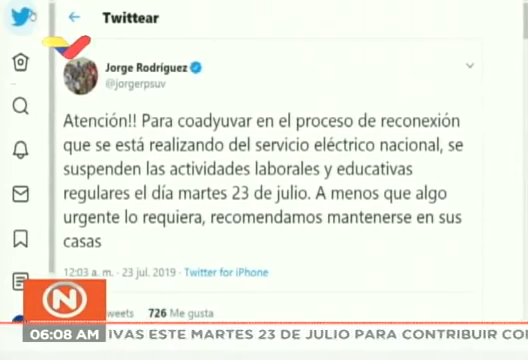 Twittear
Jorge Rodríguez
@jorgerpsuv
Atención!! Para coadyuvar en el proceso de reconexión
que se está realizando del servicio eléctrico nacional, se
suspenden las actividades laborales y educativas
regulares el día martes 23 de julio. A menos que algo
urgente lo requiera, recomendamos mantenerse en sus
casas
12:03 a. m. · 23 jul. 2019 · Twitter for iPhone
weets 726 Me gusta
N
06:08 AM IVAS ESTE MARTES 23 DE JULIO PARA CONTRIBUIR CO